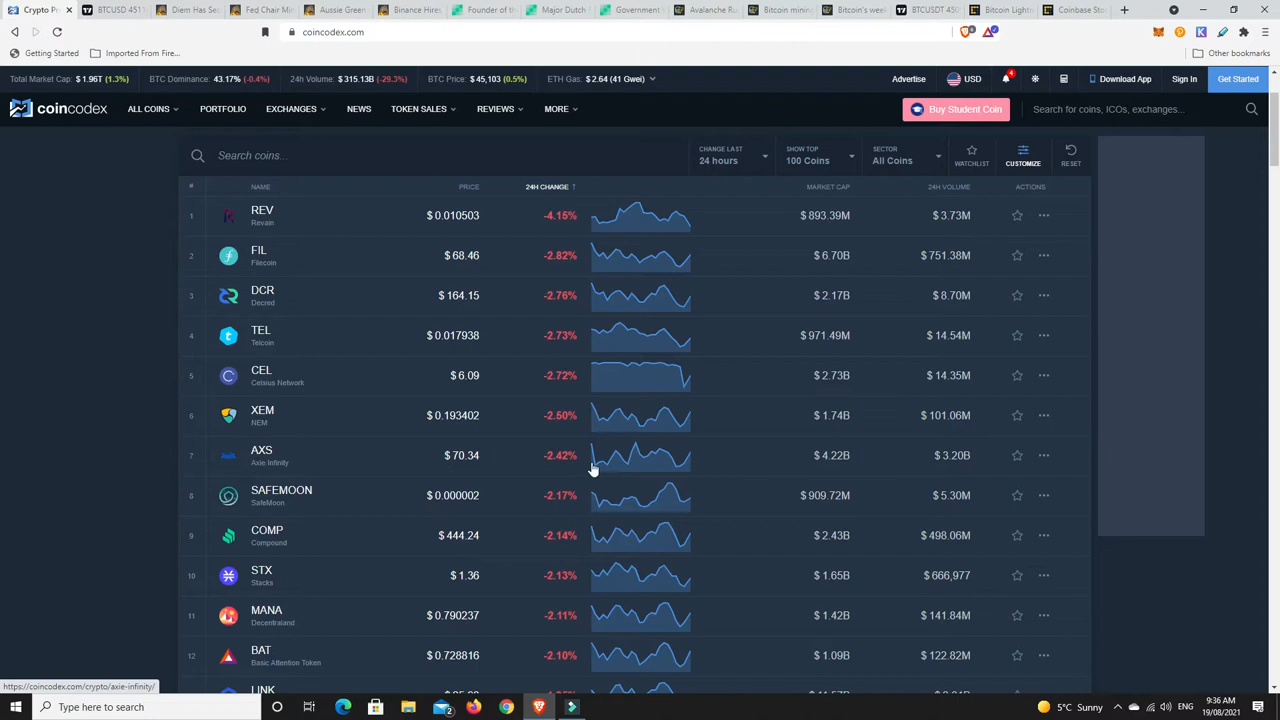 Crypto Pr
BTCUSD 4511
Diem Has Se
Fed Chair Min
Aussie Green
Binance Hires
Founder of the
Major Dutch
Government's
Avalanche Ru
Bitcoin mining
Bitcoin's week
BTCUSD 450
Bitcoin Lightn
Coinbase Sto
coincodex.com
Getting Started
Imported From Fire...
Other bookmarks
Total Market Cap: $ 1.96T (1.3%)
BTC Dominance: 43.17% (-0.4%)
24h Volume: $ 315.13B (-29.3%)
BTC Price: $ 45,103 (0.5%)
ETH Gas: $ 2.64 (41 Gwei)
Advertise
USD
4
Download App
Sign In
Get Started
coincodex
ALL COINS
PORTFOLIO
EXCHANGES
NEWS
TOKEN SALES
REVIEWS
MORE
Buy Student Coin
Search for coins, ICOs, exchanges...
Search coins...
CHANGE LAST
24 hours
SHOW TOP
100 Coins
SECTOR
All Coins
WATCHLIST
CUSTOMIZE
RESET
# NAME PRICE 24H CHANGE ↑ MARKET CAP 24H VOLUME ACTIONS
1 REV $ 0.010503 -4.15% $ 893.39M $ 3.73M
Revain
2 FIL $ 68.46 -2.82% $ 6.70B $ 751.38M
Filecoin
3 DCR $ 164.15 -2.76% $ 2.17B $ 8.70M
Decred
4 TEL $ 0.017938 -2.73% $ 971.49M $ 14.54M
Telcoin
5 CEL $ 6.09 -2.72% $ 2.73B $ 14.35M
Celsius Network
6 XEM $ 0.193402 -2.50% $ 1.74B $ 101.06M
NEM
7 AXS $ 70.34 -2.42% $ 4.22B $ 3.20B
Axie Infinity
8 SAFEMOON $ 0.000002 -2.17% $ 909.72M $ 5.30M
SafeMoon
9 COMP $ 444.24 -2.14% $ 2.43B $ 498.06M
Compound
10 STX $ 1.36 -2.13% $ 1.65B $ 666,977
Stacks
11 MANA $ 0.790237 -2.11% $ 1.42B $ 141.84M
Decentraland
12 BAT $ 0.728816 -2.10% $ 1.09B $ 122.82M
Basic Attention Token
LINK
https://coincodex.com/crypto/axie-infinity/
Type here to search
5°C Sunny
ENG
9:36 AM
19/08/2021